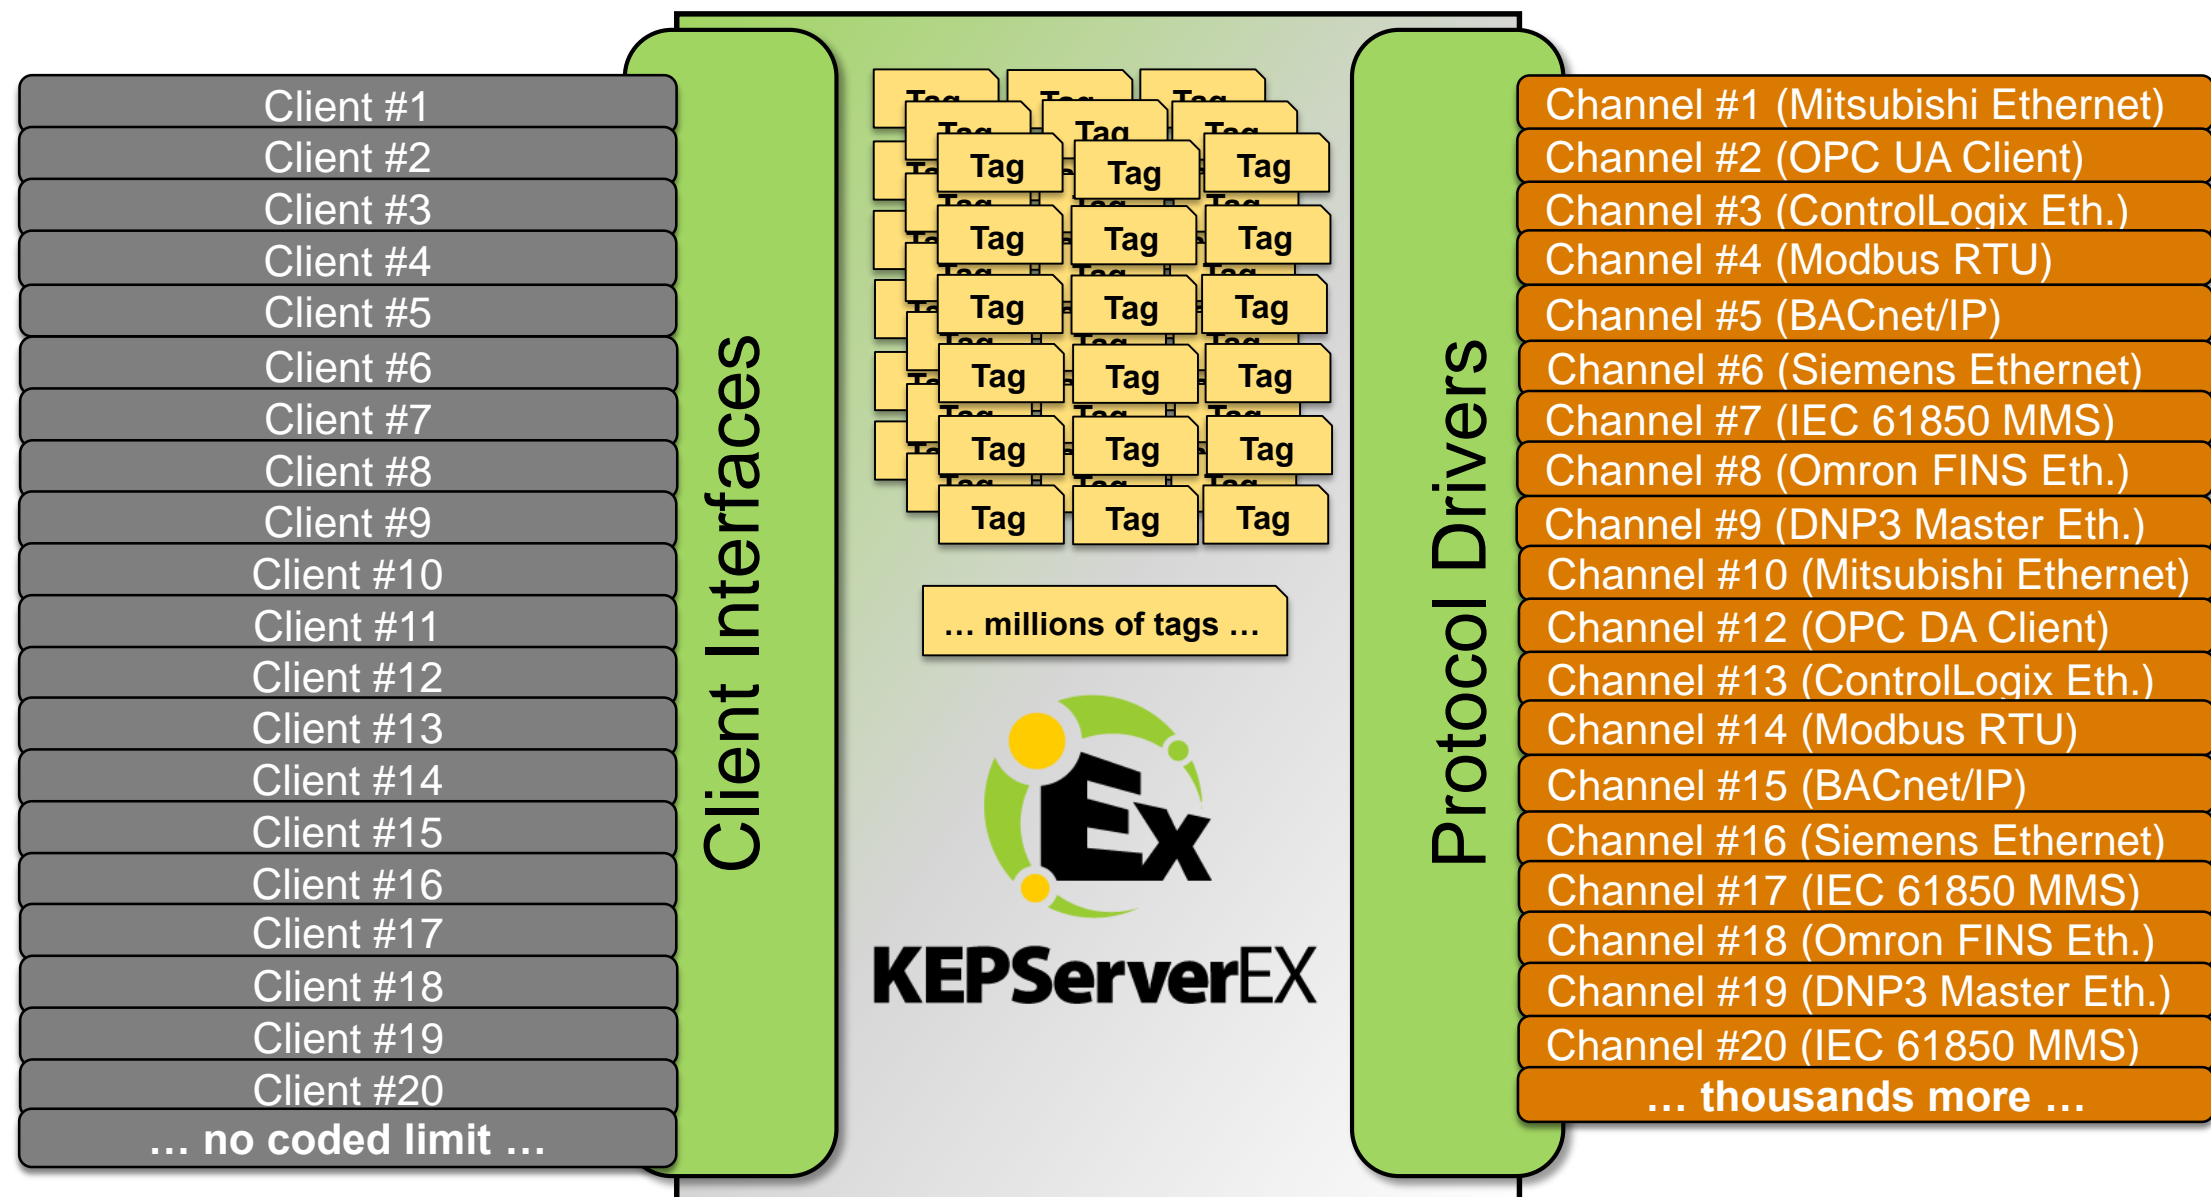 Client #1
Client #2
Client #3
Client #4
Client #5
Client #6
Client #7
Client #8
Client #9
Client #10
Client #11
Client #12
Client #13
Client #14
Client #15
Client #16
Client #17
Client #18
Client #19
Client #20
… no coded limit …
Client Interfaces
Tag Tag Tag
Tag Tag Tag
Tag Tag Tag
Tag Tag Tag
Tag Tag Tag
Tag Tag Tag
Tag Tag Tag
Tag Tag Tag
… millions of tags …
Ex
KEPServerEX
Protocol Drivers
Channel #1 (Mitsubishi Ethernet)
Channel #2 (OPC UA Client)
Channel #3 (ControlLogix Eth.)
Channel #4 (Modbus RTU)
Channel #5 (BACnet/IP)
Channel #6 (Siemens Ethernet)
Channel #7 (IEC 61850 MMS)
Channel #8 (Omron FINS Eth.)
Channel #9 (DNP3 Master Eth.)
Channel #10 (Mitsubishi Ethernet)
Channel #12 (OPC DA Client)
Channel #13 (ControlLogix Eth.)
Channel #14 (Modbus RTU)
Channel #15 (BACnet/IP)
Channel #16 (Siemens Ethernet)
Channel #17 (IEC 61850 MMS)
Channel #18 (Omron FINS Eth.)
Channel #19 (DNP3 Master Eth.)
Channel #20 (IEC 61850 MMS)
… thousands more …